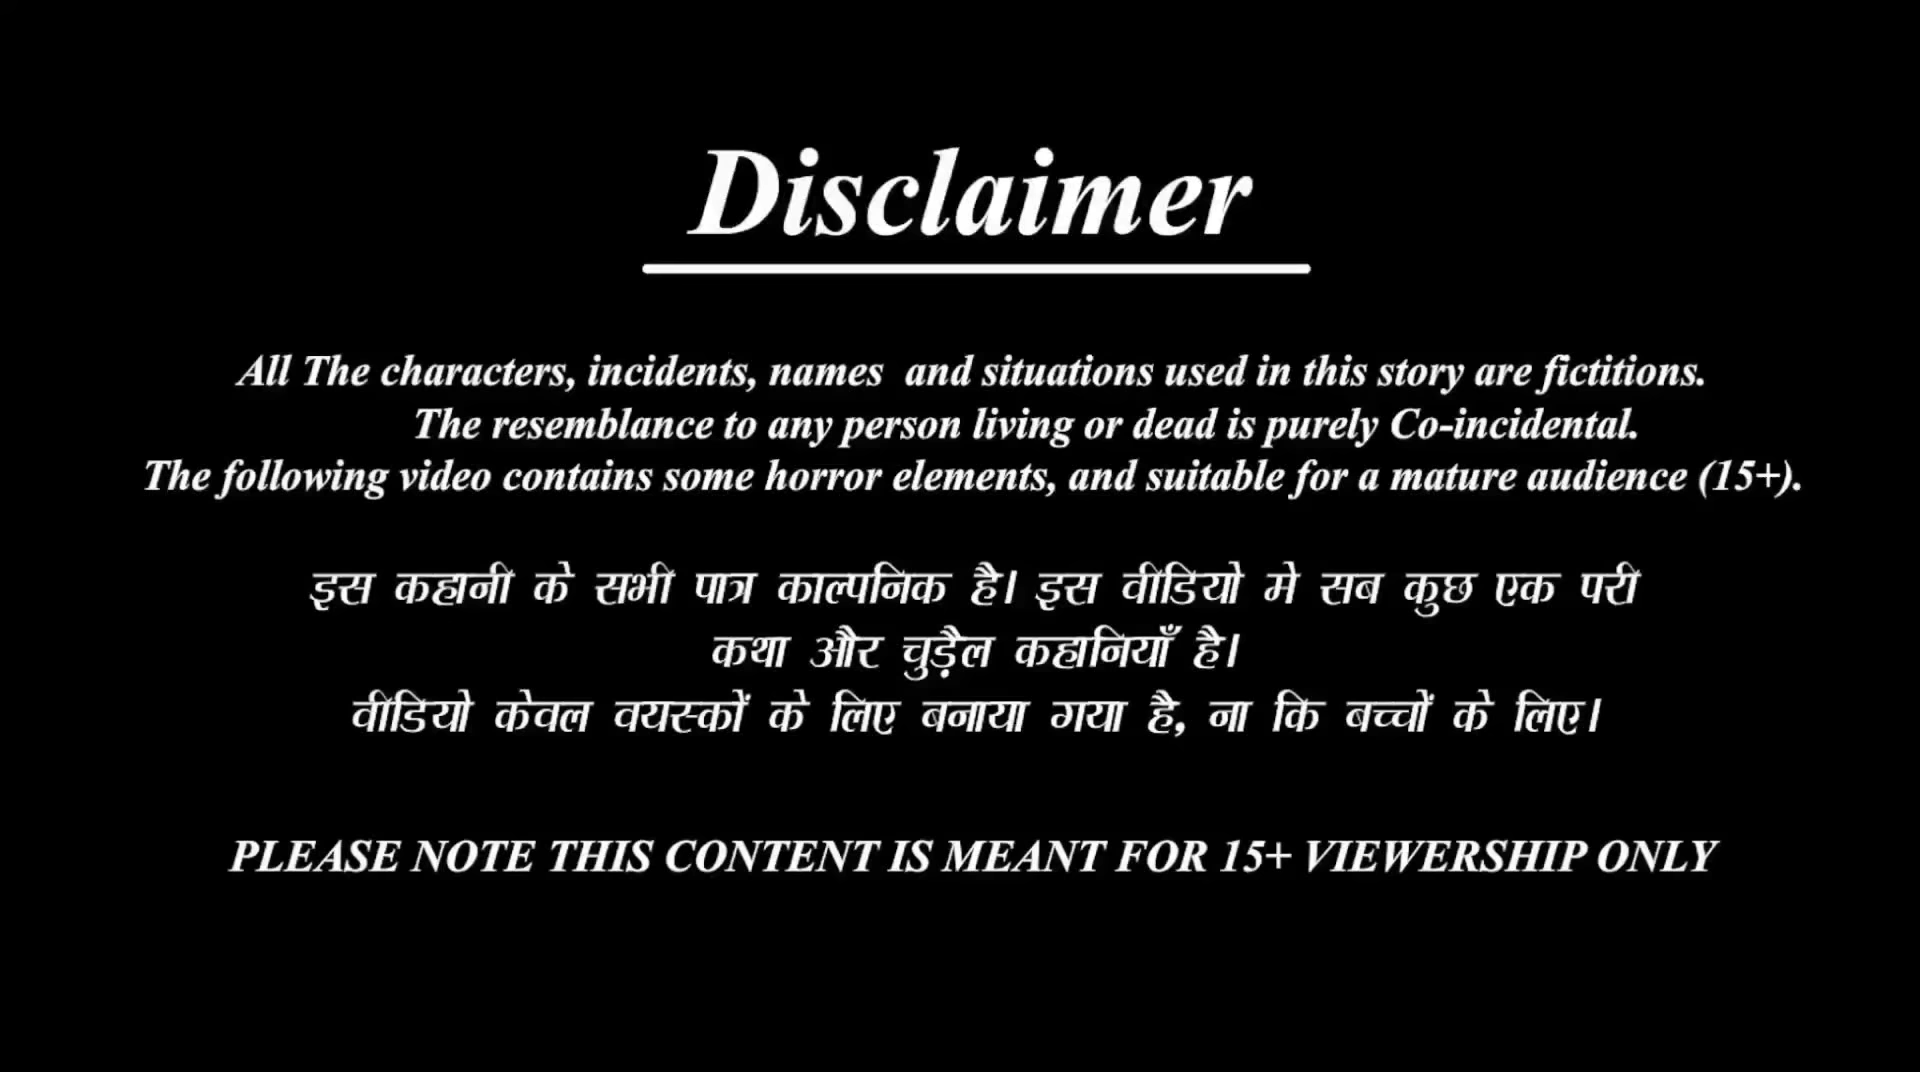 Disclaimer
All The characters, incidents, names and situations used in this story are fictitions.
The resemblance to any person living or dead is purely Co-incidental.
The following video contains some horror elements, and suitable for a mature audience (15+).
इस कहानी के सभी पात्र काल्पनिक है। इस वीडियो मे सब कुछ एक परी
कथा और चुड़ैल कहानियाँ है।
वीडियो केवल वयस्कों के लिए बनाया गया है, ना कि बच्चों के लिए।
PLEASE NOTE THIS CONTENT IS MEANT FOR 15+ VIEWERSHIP ONLY